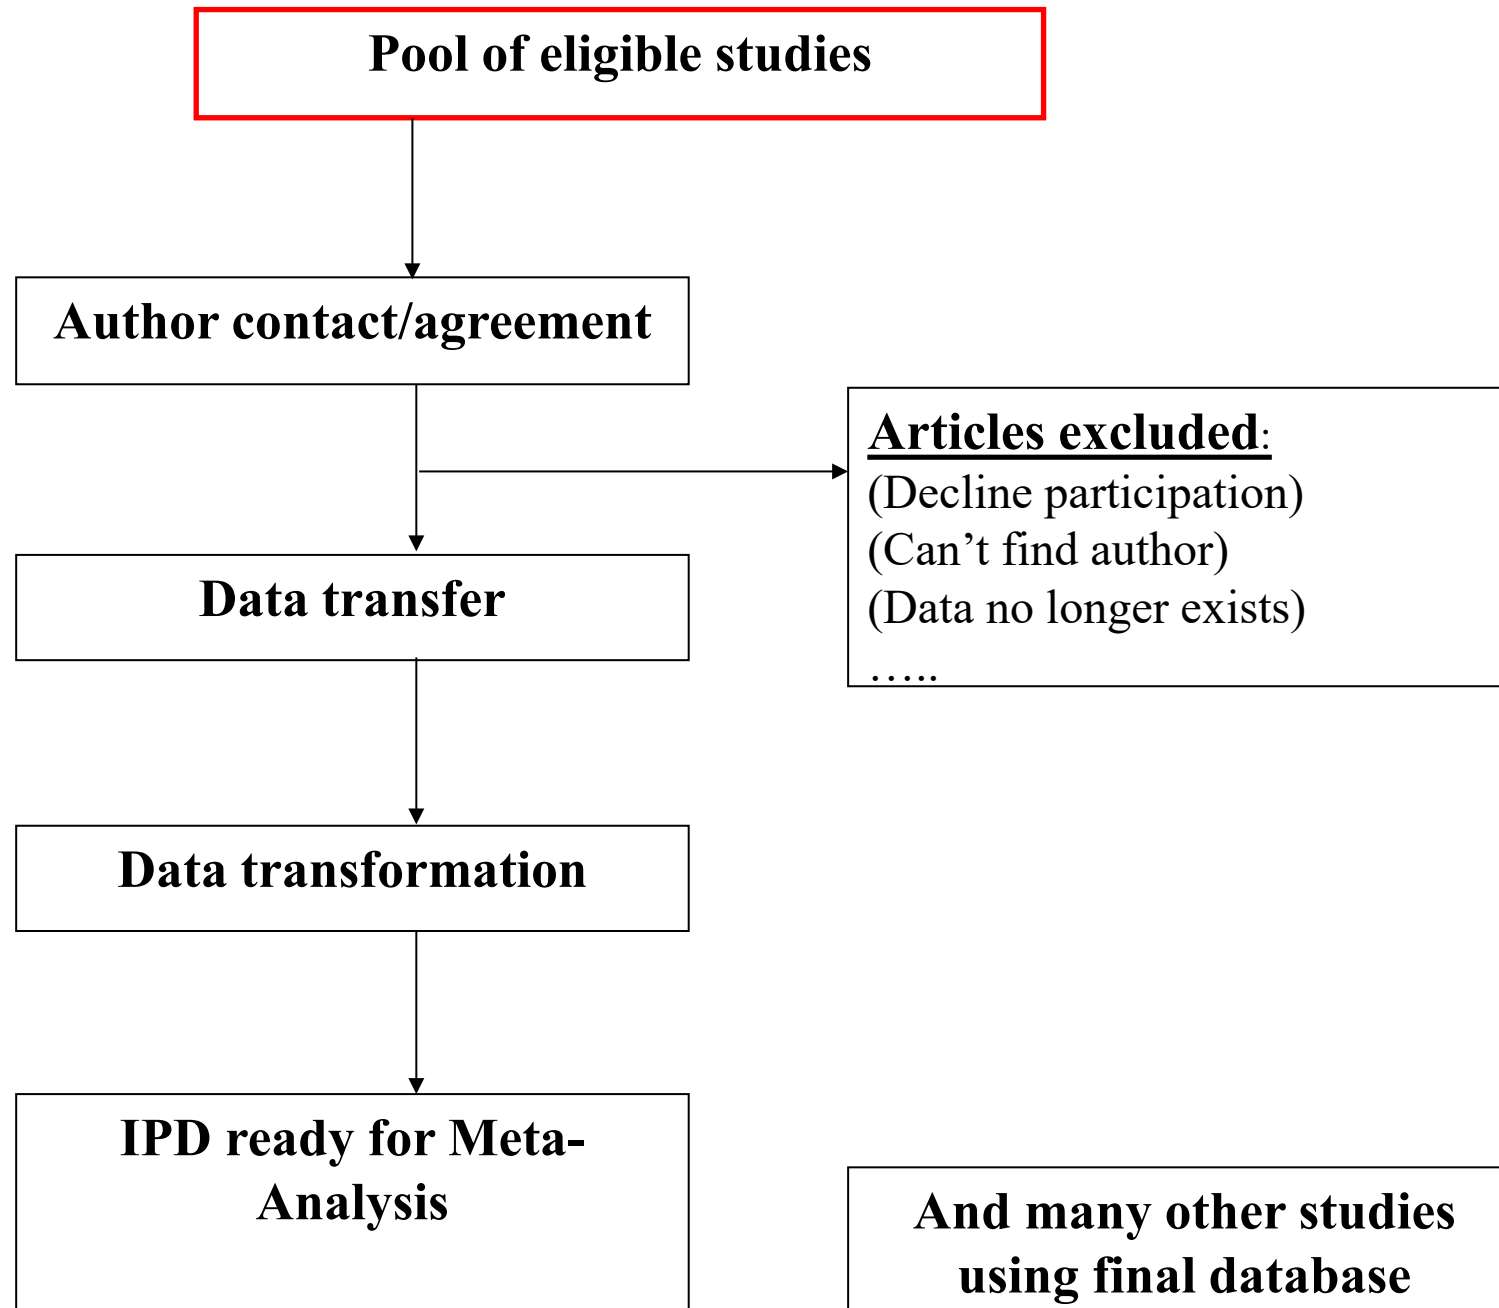 Pool of eligible studies
Author contact/agreement
Articles excluded:
(Decline participation)
(Can’t find author)
(Data no longer exists)
…..
Data transfer
Data transformation
IPD ready for Meta-
Analysis
And many other studies
using final database